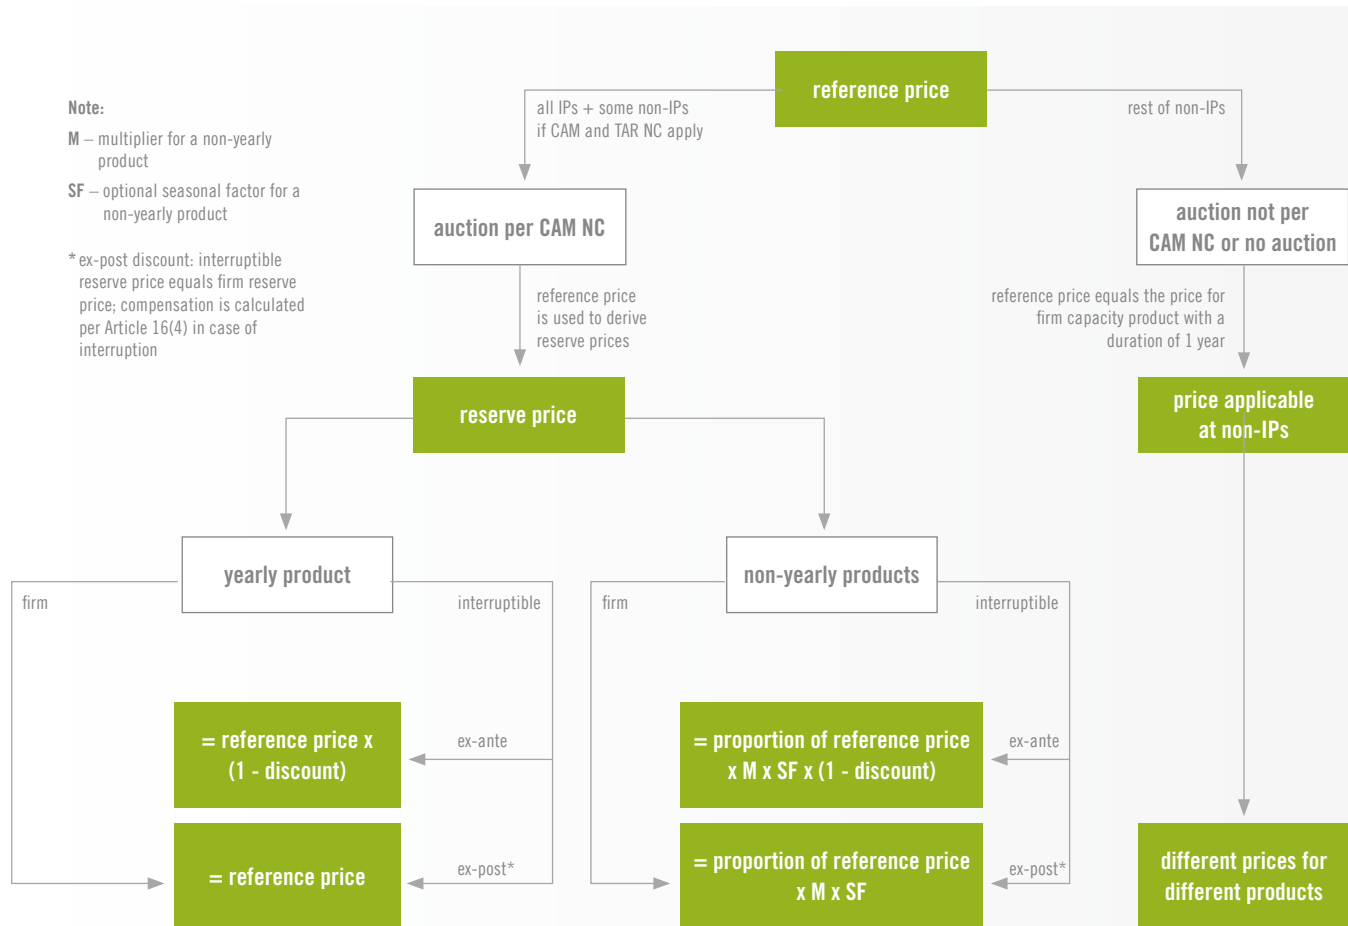 reference price
Note:
M – multiplier for a non-yearly
product
SF – optional seasonal factor for a
non-yearly product
* ex-post discount: interruptible
reserve price equals firm reserve
price; compensation is calculated
per Article 16(4) in case of
interruption
all IPs + some non-IPs
if CAM and TAR NC apply
rest of non-IPs
auction per CAM NC
auction not per
CAM NC or no auction
reference price
is used to derive
reserve prices
reference price equals the price for
firm capacity product with a
duration of 1 year
reserve price
price applicable
at non-IPs
yearly product
non-yearly products
firm
interruptible
firm
interruptible
= reference price x
(1 - discount)
ex-ante
= proportion of reference price
x M x SF x (1 - discount)
ex-ante
= reference price
ex-post*
= proportion of reference price
x M x SF
ex-post*
different prices for
different products